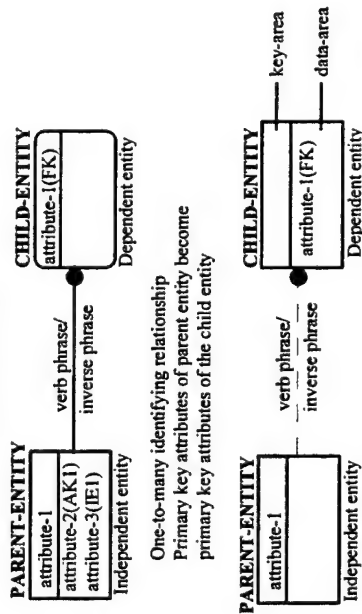 PARENT-ENTITY
attribute-1
attribute-2(AK1)
attribute-3(IE1)
Independent entity
verb phrase/
inverse phrase
CHILD-ENTITY
attribute-1(FK)
Dependent entity
One-to-many identifying relationship
Primary key attributes of parent entity become
primary key attributes of the child entity
PARENT-ENTITY
attribute-1
Independent entity
verb phrase/
inverse phrase
CHILD-ENTITY
attribute-1(FK)
Dependent entity
key-area
data-area